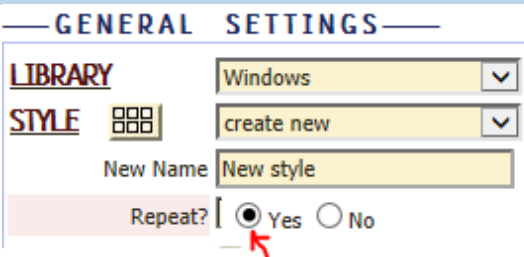 GENERAL SETTINGS
LIBRARY Windows
STYLE create new
New Name New style
Repeat? [ Yes No